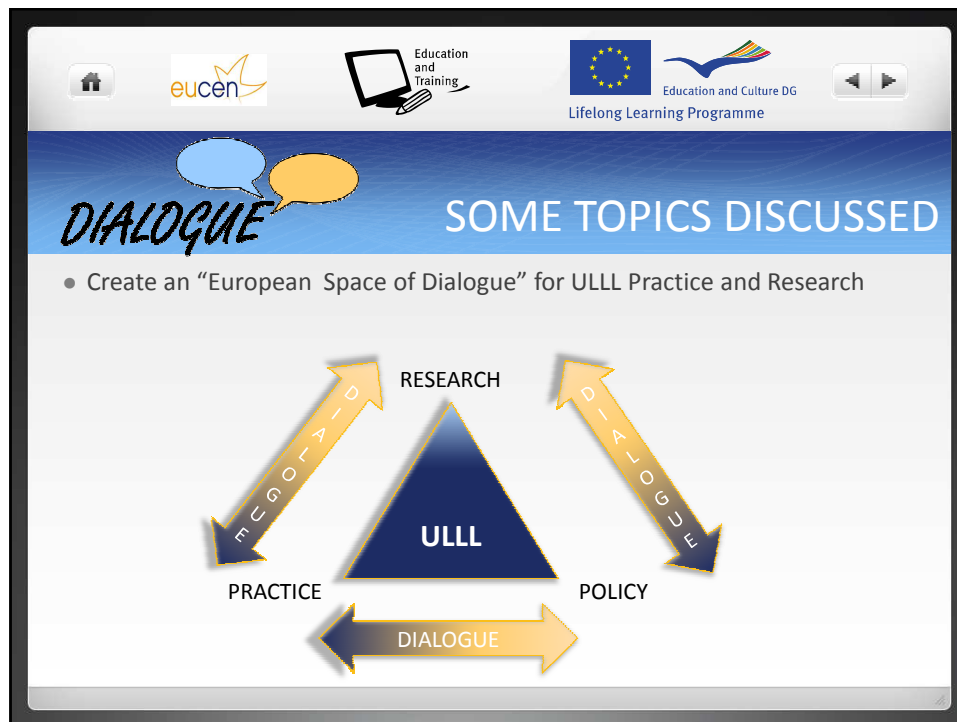 eucen
Education
and
Training
Education and Culture DG
Lifelong Learning Programme
DIALOGUE
SOME TOPICS DISCUSSED
Create an “European Space of Dialogue” for ULLL Practice and Research
RESEARCH
DIALOGUE
DIALOGUE
ULLL
PRACTICE
POLICY
DIALOGUE